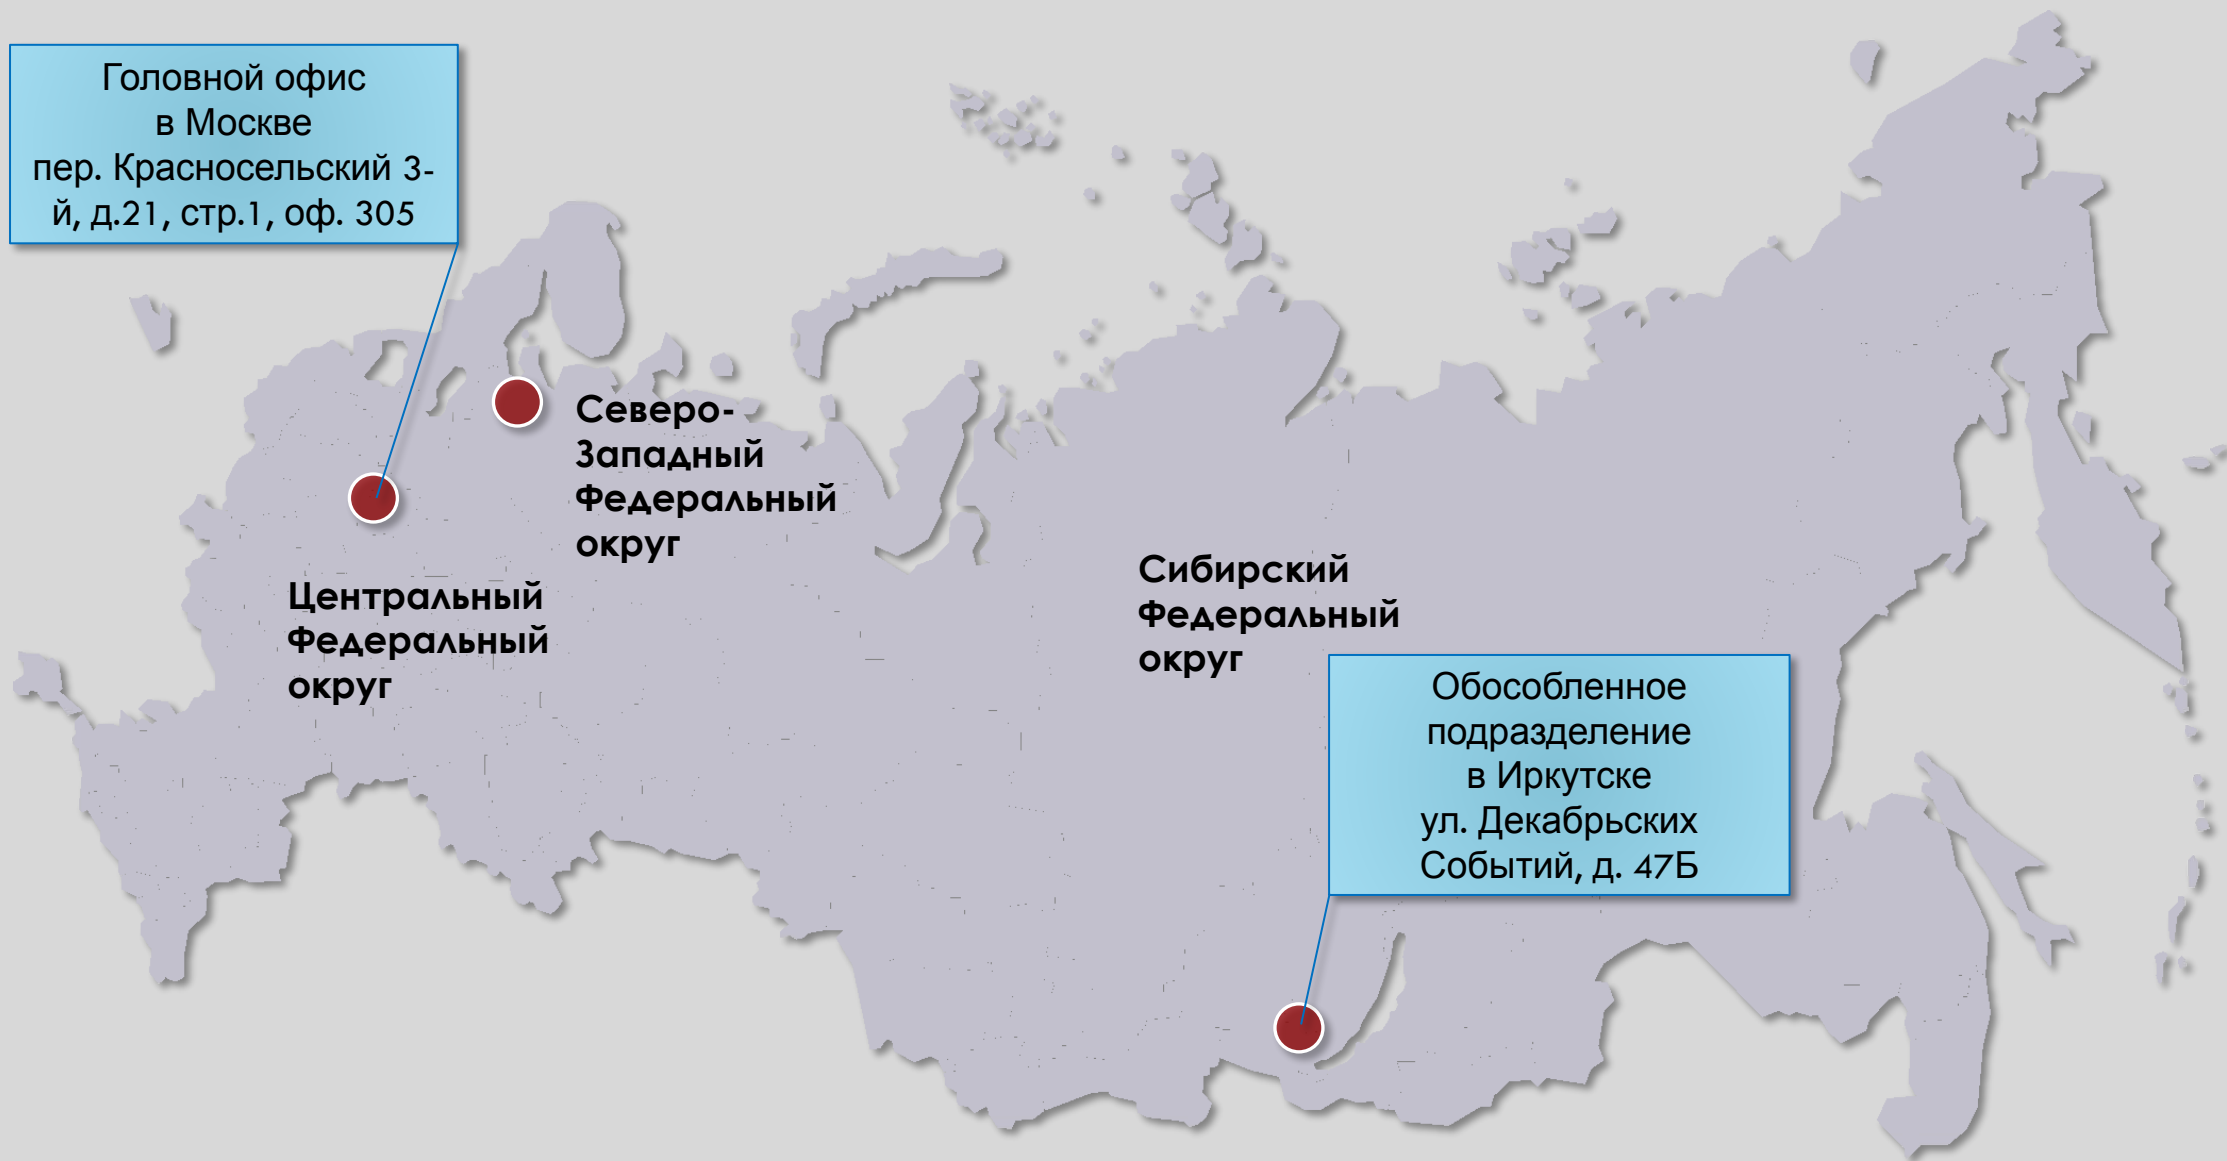 Головной офис
в Москве
пер. Красносельский 3-
й, д.21, стр.1, оф. 305
Северо-
Западный
Федеральный
округ
Центральный
Федеральный
округ
Сибирский
Федеральный
округ
Обособленное
подразделение
в Иркутске
ул. Декабрьских
Событий, д. 47Б